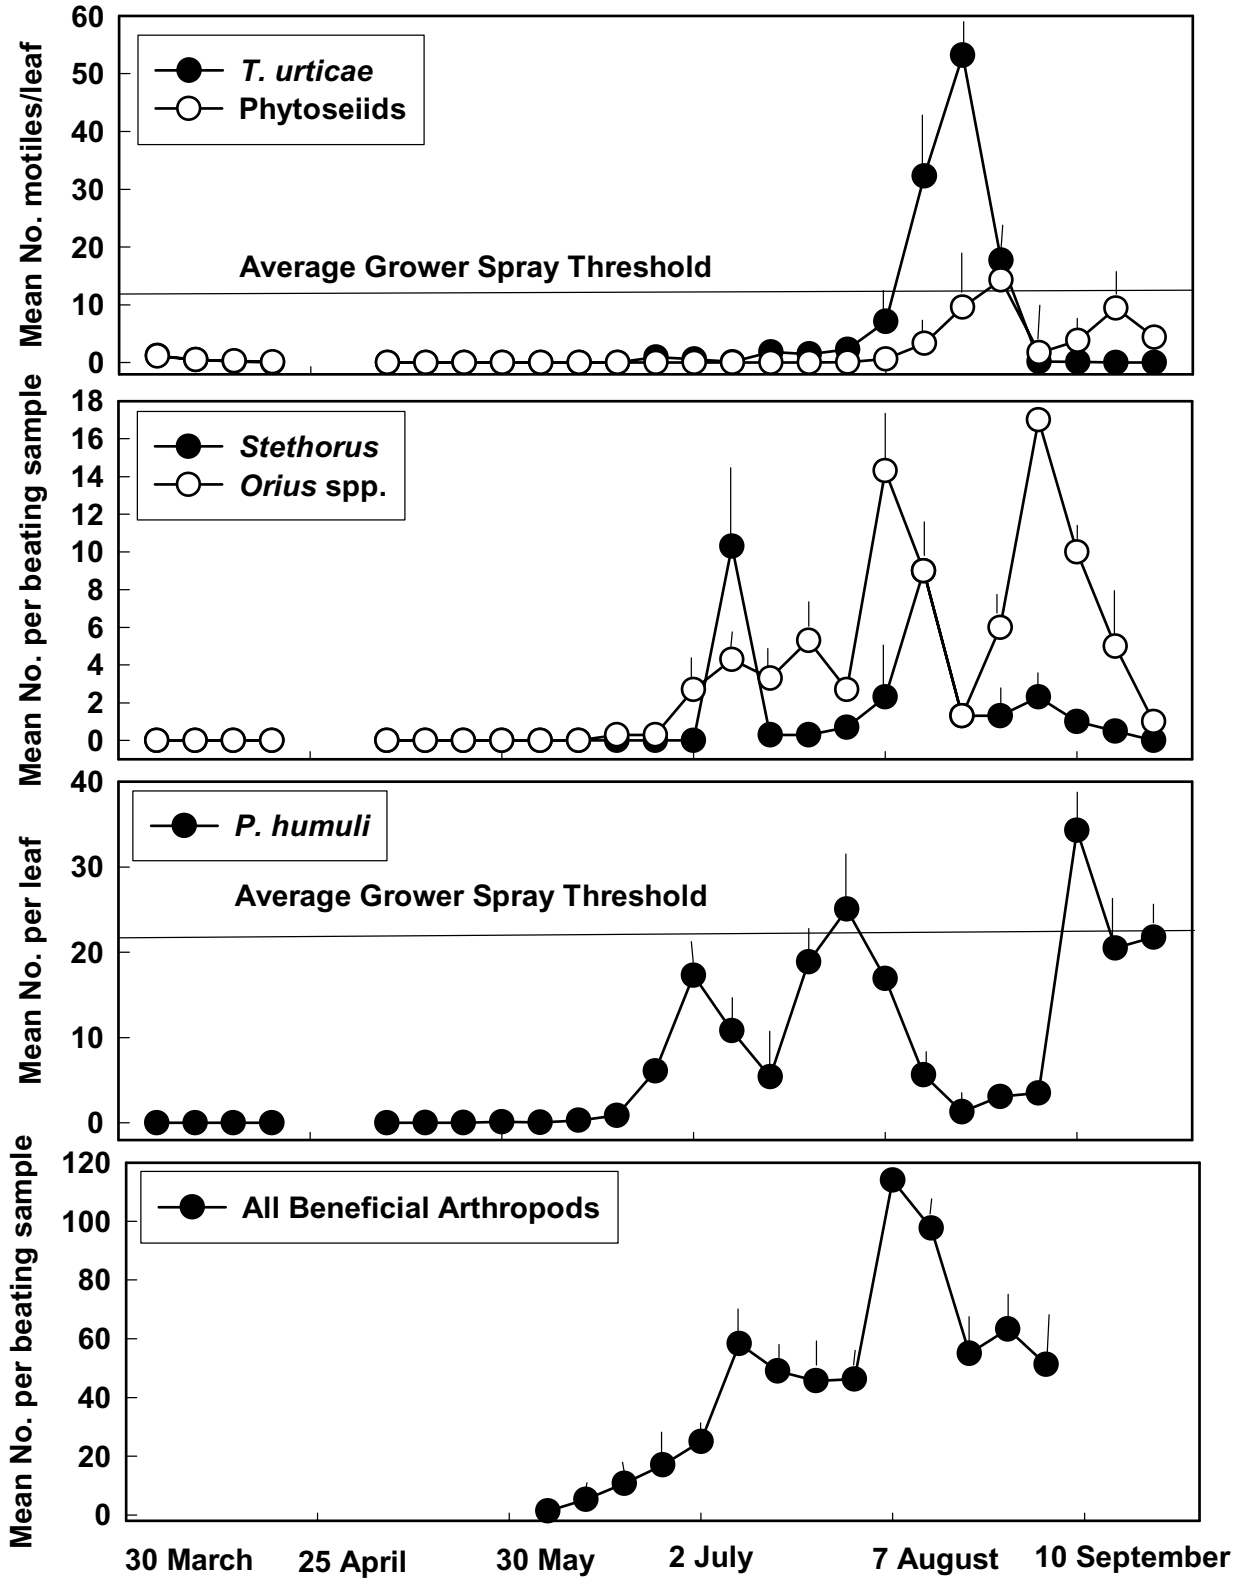 Mean No. motiles/leaf
60
50
40
30
20
10
0
T. urticae
Phytoseiids
Average Grower Spray Threshold
Mean No. per beating sample
18
16
14
12
10
8
6
4
2
0
Stethorus
Orius spp.
Mean No. per leaf
40
30
20
10
0
P. humuli
Average Grower Spray Threshold
Mean No. per beating sample
120
100
80
60
40
20
0
All Beneficial Arthropods
30 March 25 April 30 May 2 July 7 August 10 September